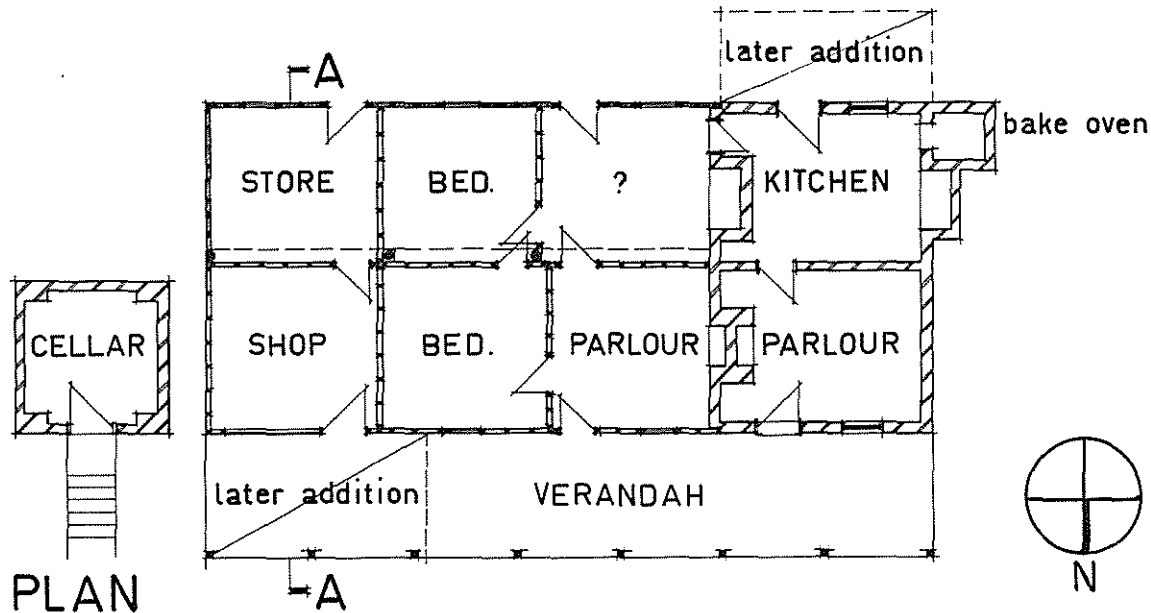 later addition
A
bake oven
STORE
BED.
?
KITCHEN
CELLAR
SHOP
BED.
PARLOUR
PARLOUR
later addition
VERANDAH
N
PLAN
A